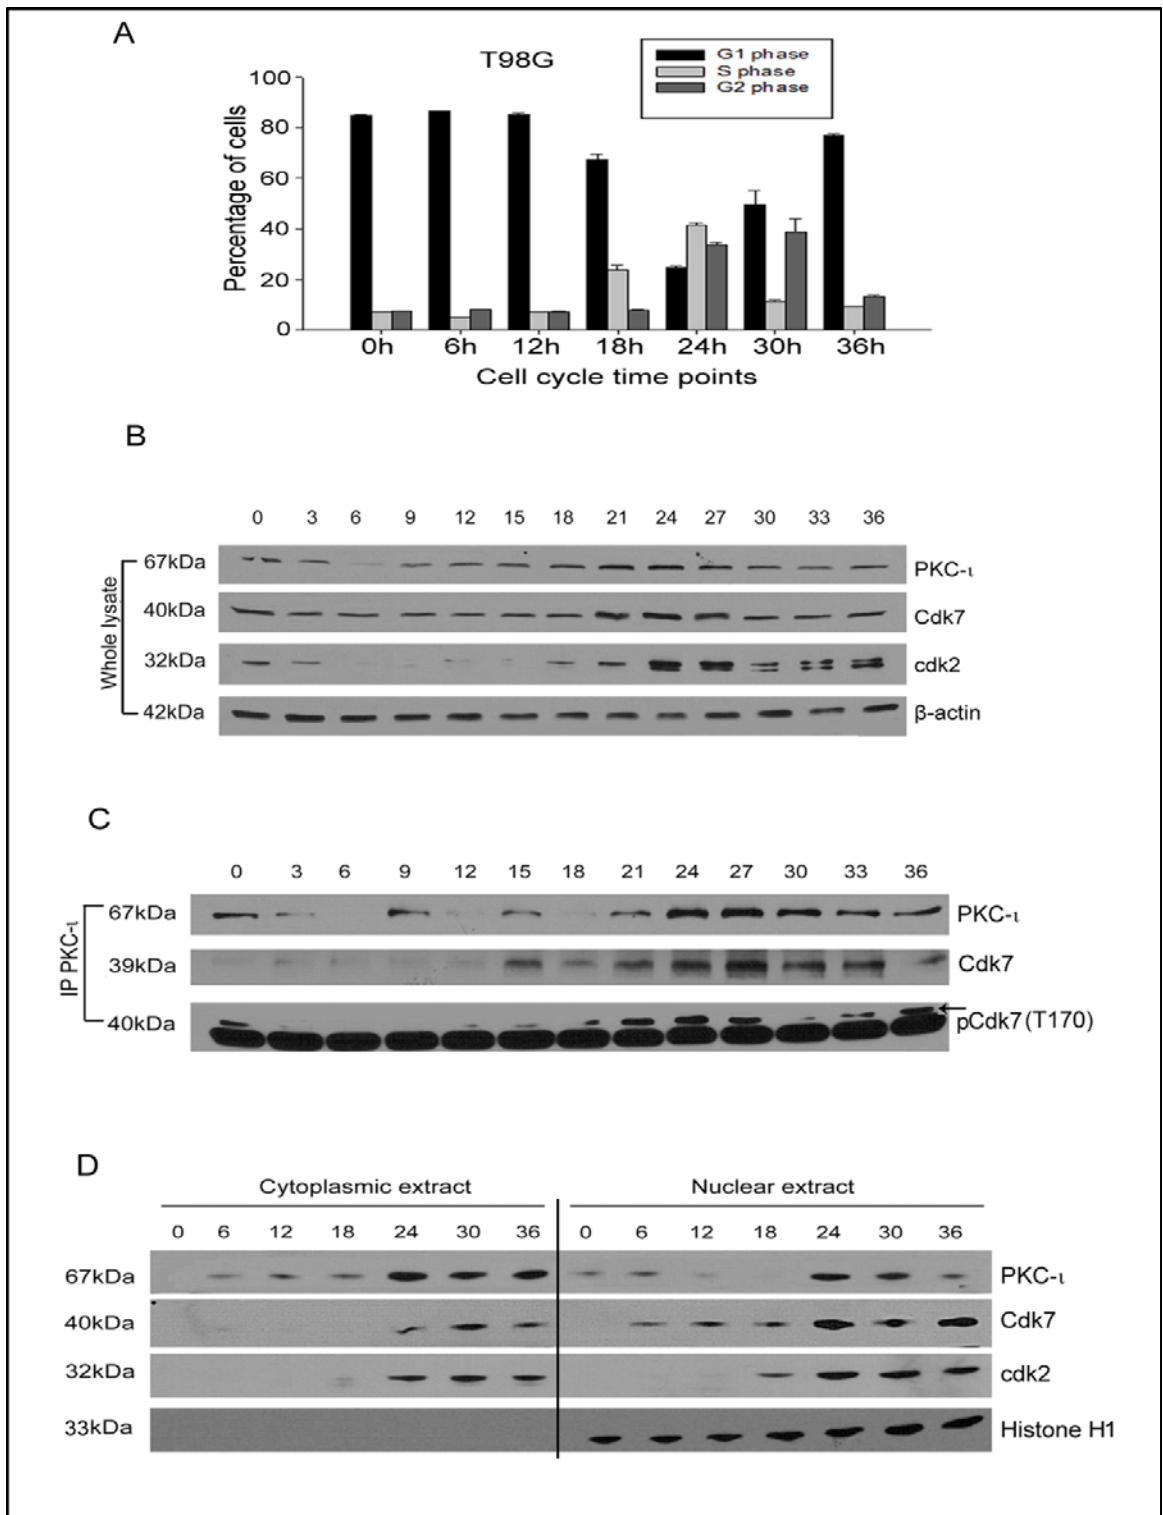 A
T98G
G1 phase
S phase
G2 phase
Percentage of cells
100
80
60
40
20
0
0h 6h 12h 18h 24h 30h 36h
Cell cycle time points
B
0 3 6 9 12 15 18 21 24 27 30 33 36
Whole lysate
67kDa PKC-ι
40kDa Cdk7
32kDa cdk2
42kDa β-actin
C
0 3 6 9 12 15 18 21 24 27 30 33 36
IP PKC-ι
67kDa PKC-ι
39kDa Cdk7
40kDa pCdk7 (T170)
D
Cytoplasmic extract Nuclear extract
0 6 12 18 24 30 36 0 6 12 18 24 30 36
67kDa PKC-ι
40kDa Cdk7
32kDa cdk2
33kDa Histone H1